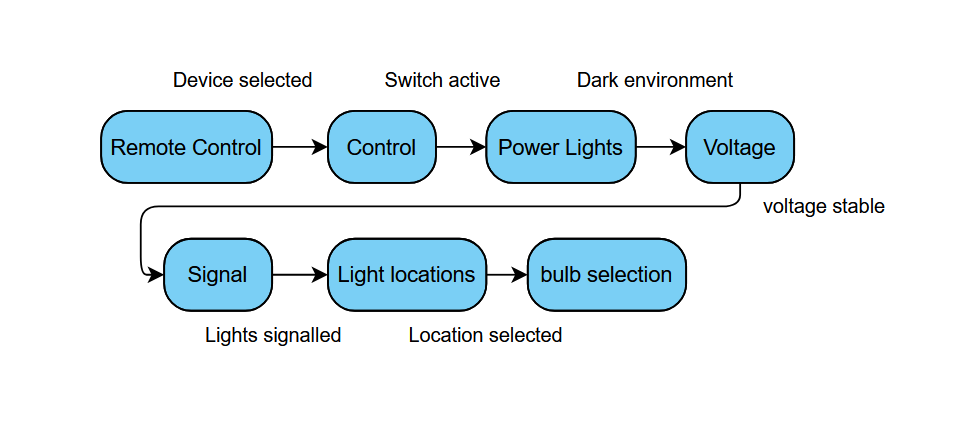 Device selected
Switch active
Dark environment
Remote Control
Control
Power Lights
Voltage
voltage stable
Signal
Light locations
bulb selection
Lights signalled
Location selected